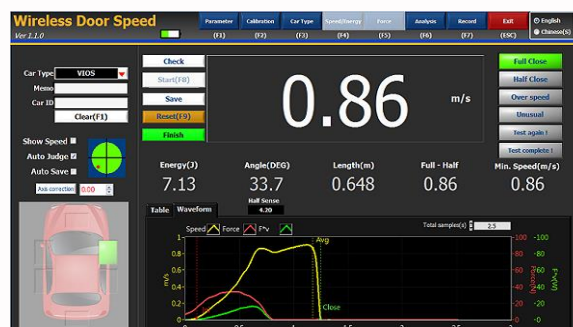 Wireless Door Speed
Ver 2.1.0
Parameter Calibration Car Type Speed/Energy Force Analysis Record Exit
(F1) (F2) (F3) (F4) (F5) (F6) (F7) (ESC)
English
Chinese(S)
Car Type VIOS
Memo
Car ID
Clear(F1)
Show Speed
Auto Judge
Auto Save
Axis correction 0.00
Check
Start(F8)
Save
Reset(F9)
Finish
0.86 m/s
Full Close
Half Close
Over speed
Unusual
Test again !
Test complete !
Energy(J) Angle(DEG) Length(m) Full - Half Min. Speed(m/s)
7.13 33.7 0.648 0.86 0.86
Half Sense
4.20
Table Waveform
Speed Force F*v
Total samples(s) 2.5
Avg
Close
m/s
1
0.8
0.6
0.4
0.2
100
80
60
40
20
Force(N)
-100
-80
-60
-40
-20
F*v(W)